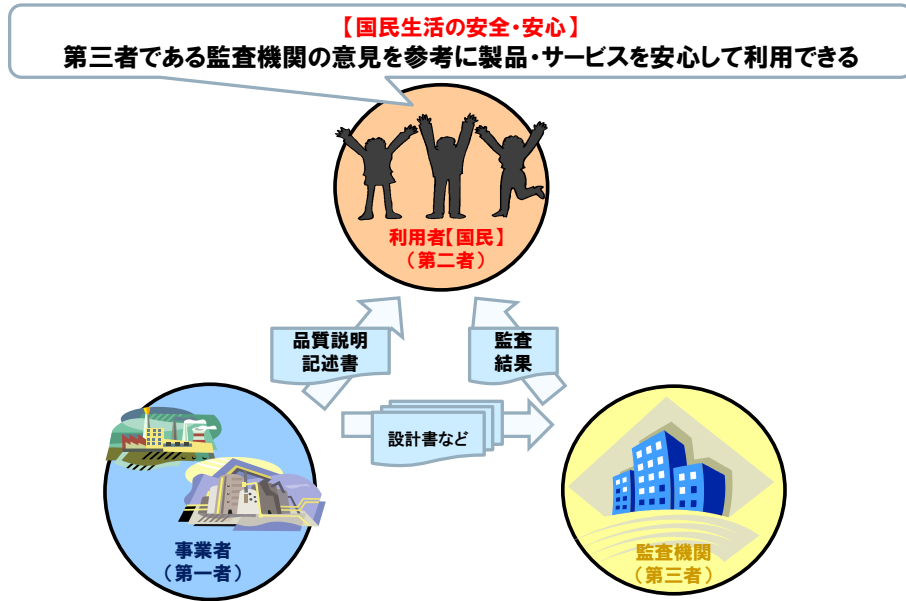 【国民生活の安全・安心】
第三者である監査機関の意見を参考に製品・サービスを安心して利用できる
利用者【国民】
（第二者）
品質説明
記述書
監査
結果
設計書など
事業者
（第一者）
監査機関
（第三者）